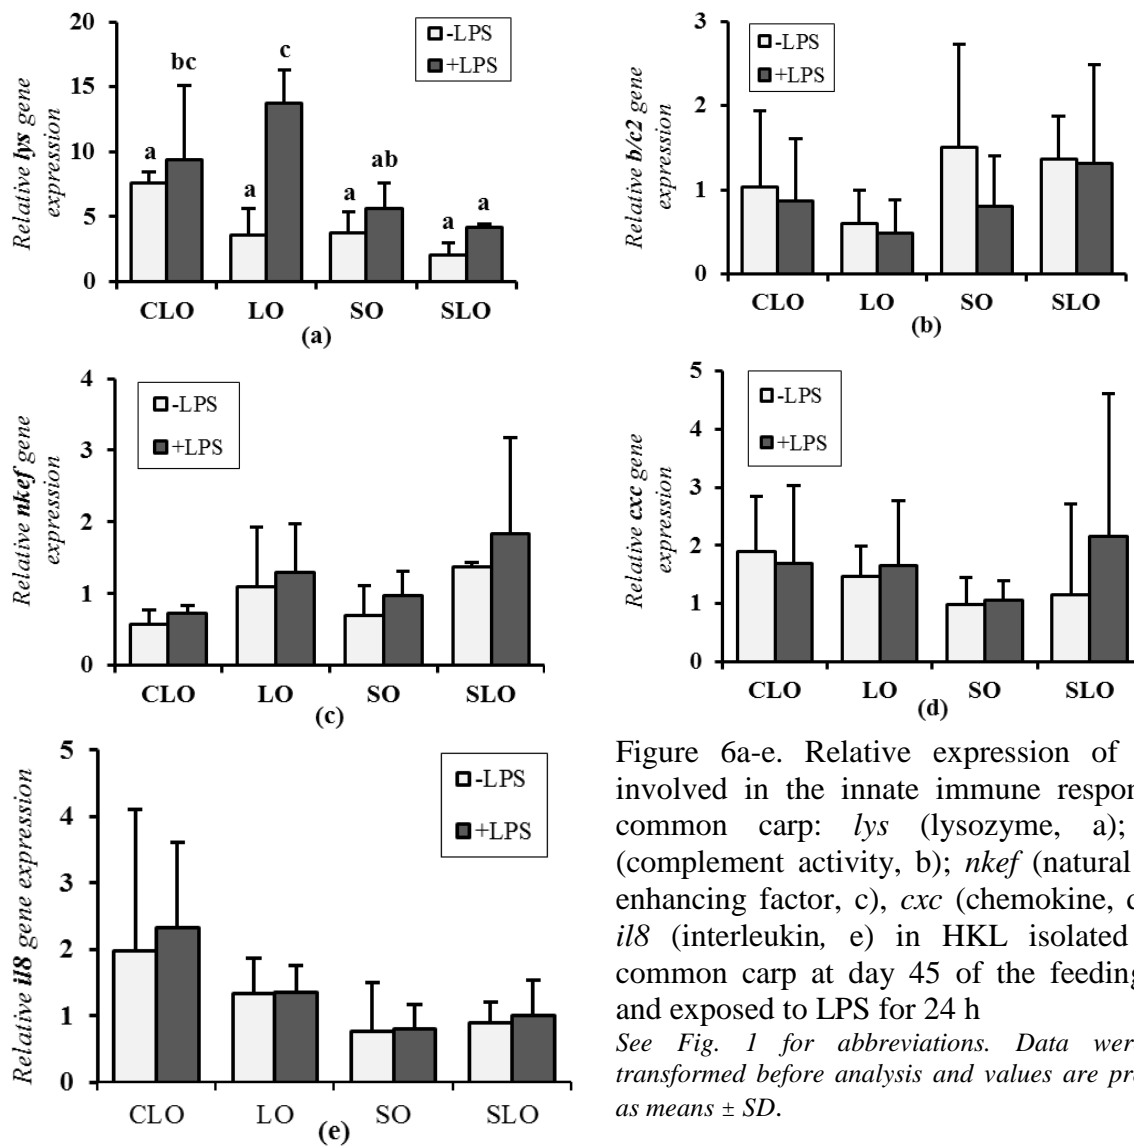 20
15
10
5
0
Relative lys gene
expression
-LPS
+LPS
a
bc
a
c
a
ab
a
a
CLO LO SO SLO
(a)
3
2
1
0
Relative b/c2 gene
expression
-LPS
+LPS
CLO LO SO SLO
(b)
4
3
2
1
0
Relative nkef gene
expression
-LPS
+LPS
CLO LO SO SLO
(c)
5
4
3
2
1
0
Relative cxc gene
expression
-LPS
+LPS
CLO LO SO SLO
(d)
5
4
3
2
1
0
Relative il8 gene expression
-LPS
+LPS
CLO LO SO SLO
(e)
Figure 6a-e. Relative expression of
involved in the innate immune respon
common carp: lys (lysozyme, a);
(complement activity, b); nkef (natural
enhancing factor, c), cxc (chemokine,
il8 (interleukin, e) in HKL isolated
common carp at day 45 of the feeding
and exposed to LPS for 24 h
See Fig. 1 for abbreviations. Data wer
transformed before analysis and values are pr
as means ± SD.